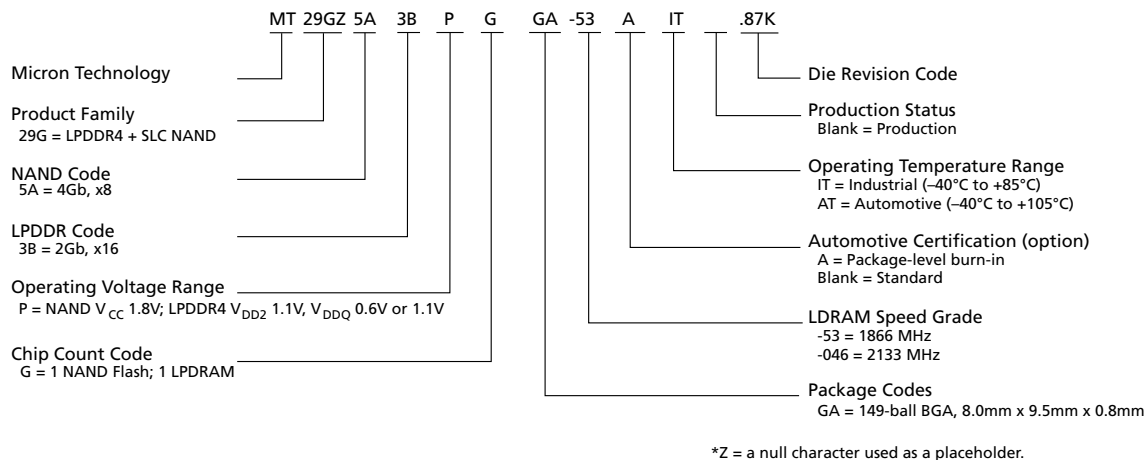 MT 29GZ 5A 3B P G GA -53 A IT .87K
Micron Technology
Product Family
29G = LPDDR4 + SLC NAND
NAND Code
5A = 4Gb, x8
LPDDR Code
3B = 2Gb, x16
Operating Voltage Range
P = NAND VCC 1.8V; LPDDR4 VDD2 1.1V, VDDQ 0.6V or 1.1V
Chip Count Code
G = 1 NAND Flash; 1 LPDRAM
Die Revision Code
Production Status
Blank = Production
Operating Temperature Range
IT = Industrial (–40°C to +85°C)
AT = Automotive (–40°C to +105°C)
Automotive Certification (option)
A = Package-level burn-in
Blank = Standard
LDRAM Speed Grade
-53 = 1866 MHz
-046 = 2133 MHz
Package Codes
GA = 149-ball BGA, 8.0mm x 9.5mm x 0.8mm
*Z = a null character used as a placeholder.